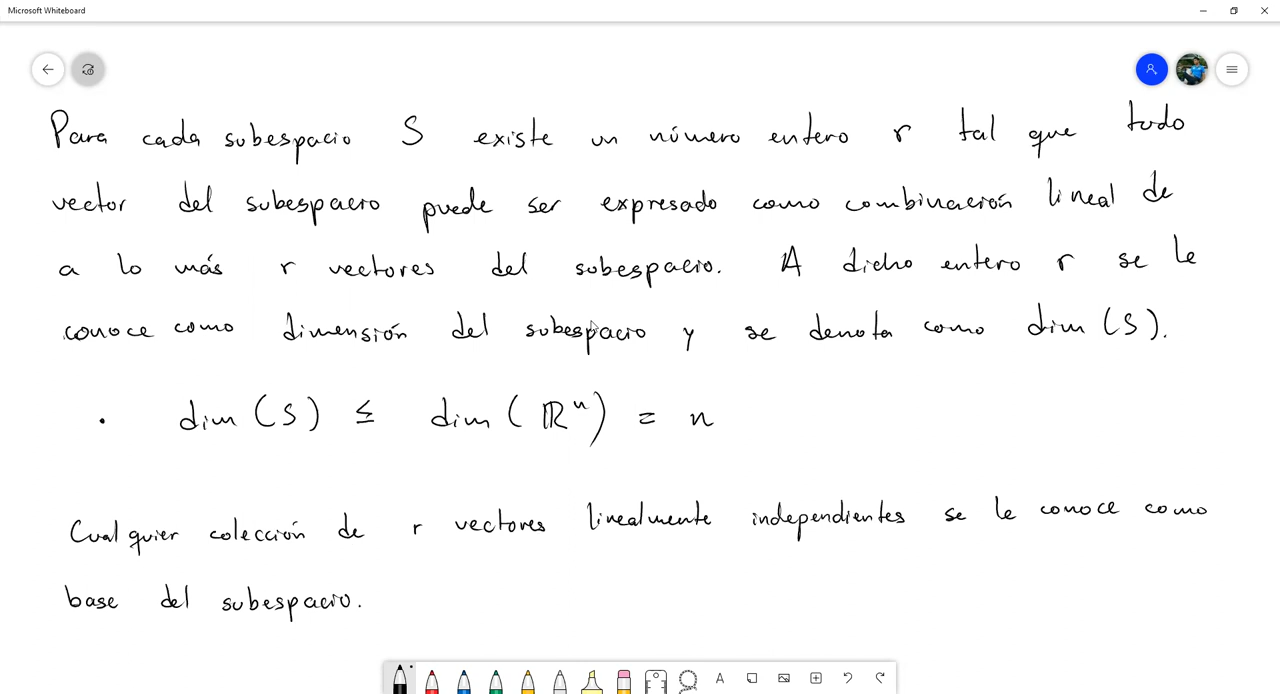 Microsoft Whiteboard
Para cada subespacio S existe un número entero r tal que todo
vector del subespacio puede ser expresado como combinación lineal de
a lo más r vectores del subespacio. A dicho entero r se le
conoce como dimensión del subespacio y se denota como dim (S).
· dim (S) ≤ dim (ℝⁿ) = n
Cualquier colección de r vectores linealmente independientes se le conoce como
base del subespacio.
A